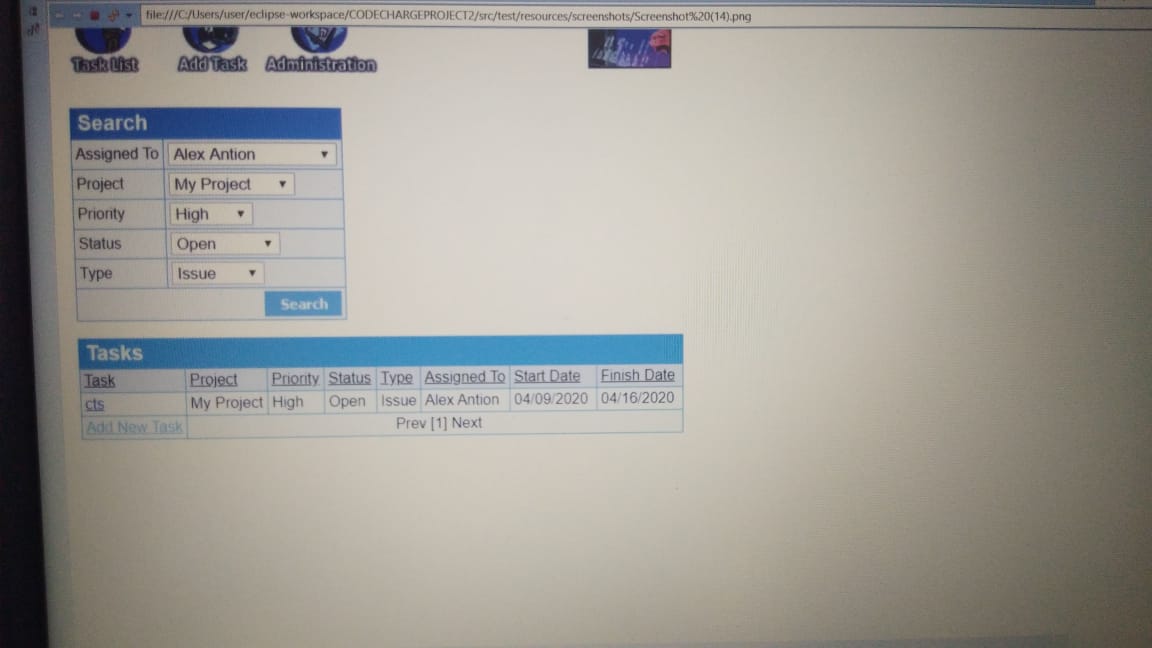 file:///C:/Users/user/eclipse-workspace/CODECHARGEPROJECT2/src/test/resources/screenshots/Screenshot%20(14).png
Task List Add Task Administration
Search
Assigned To Alex Antion
Project My Project
Priority High
Status Open
Type Issue
Search
Tasks
Task Project Priority Status Type Assigned To Start Date Finish Date
cts My Project High Open Issue Alex Antion 04/09/2020 04/16/2020
Add New Task Prev [1] Next